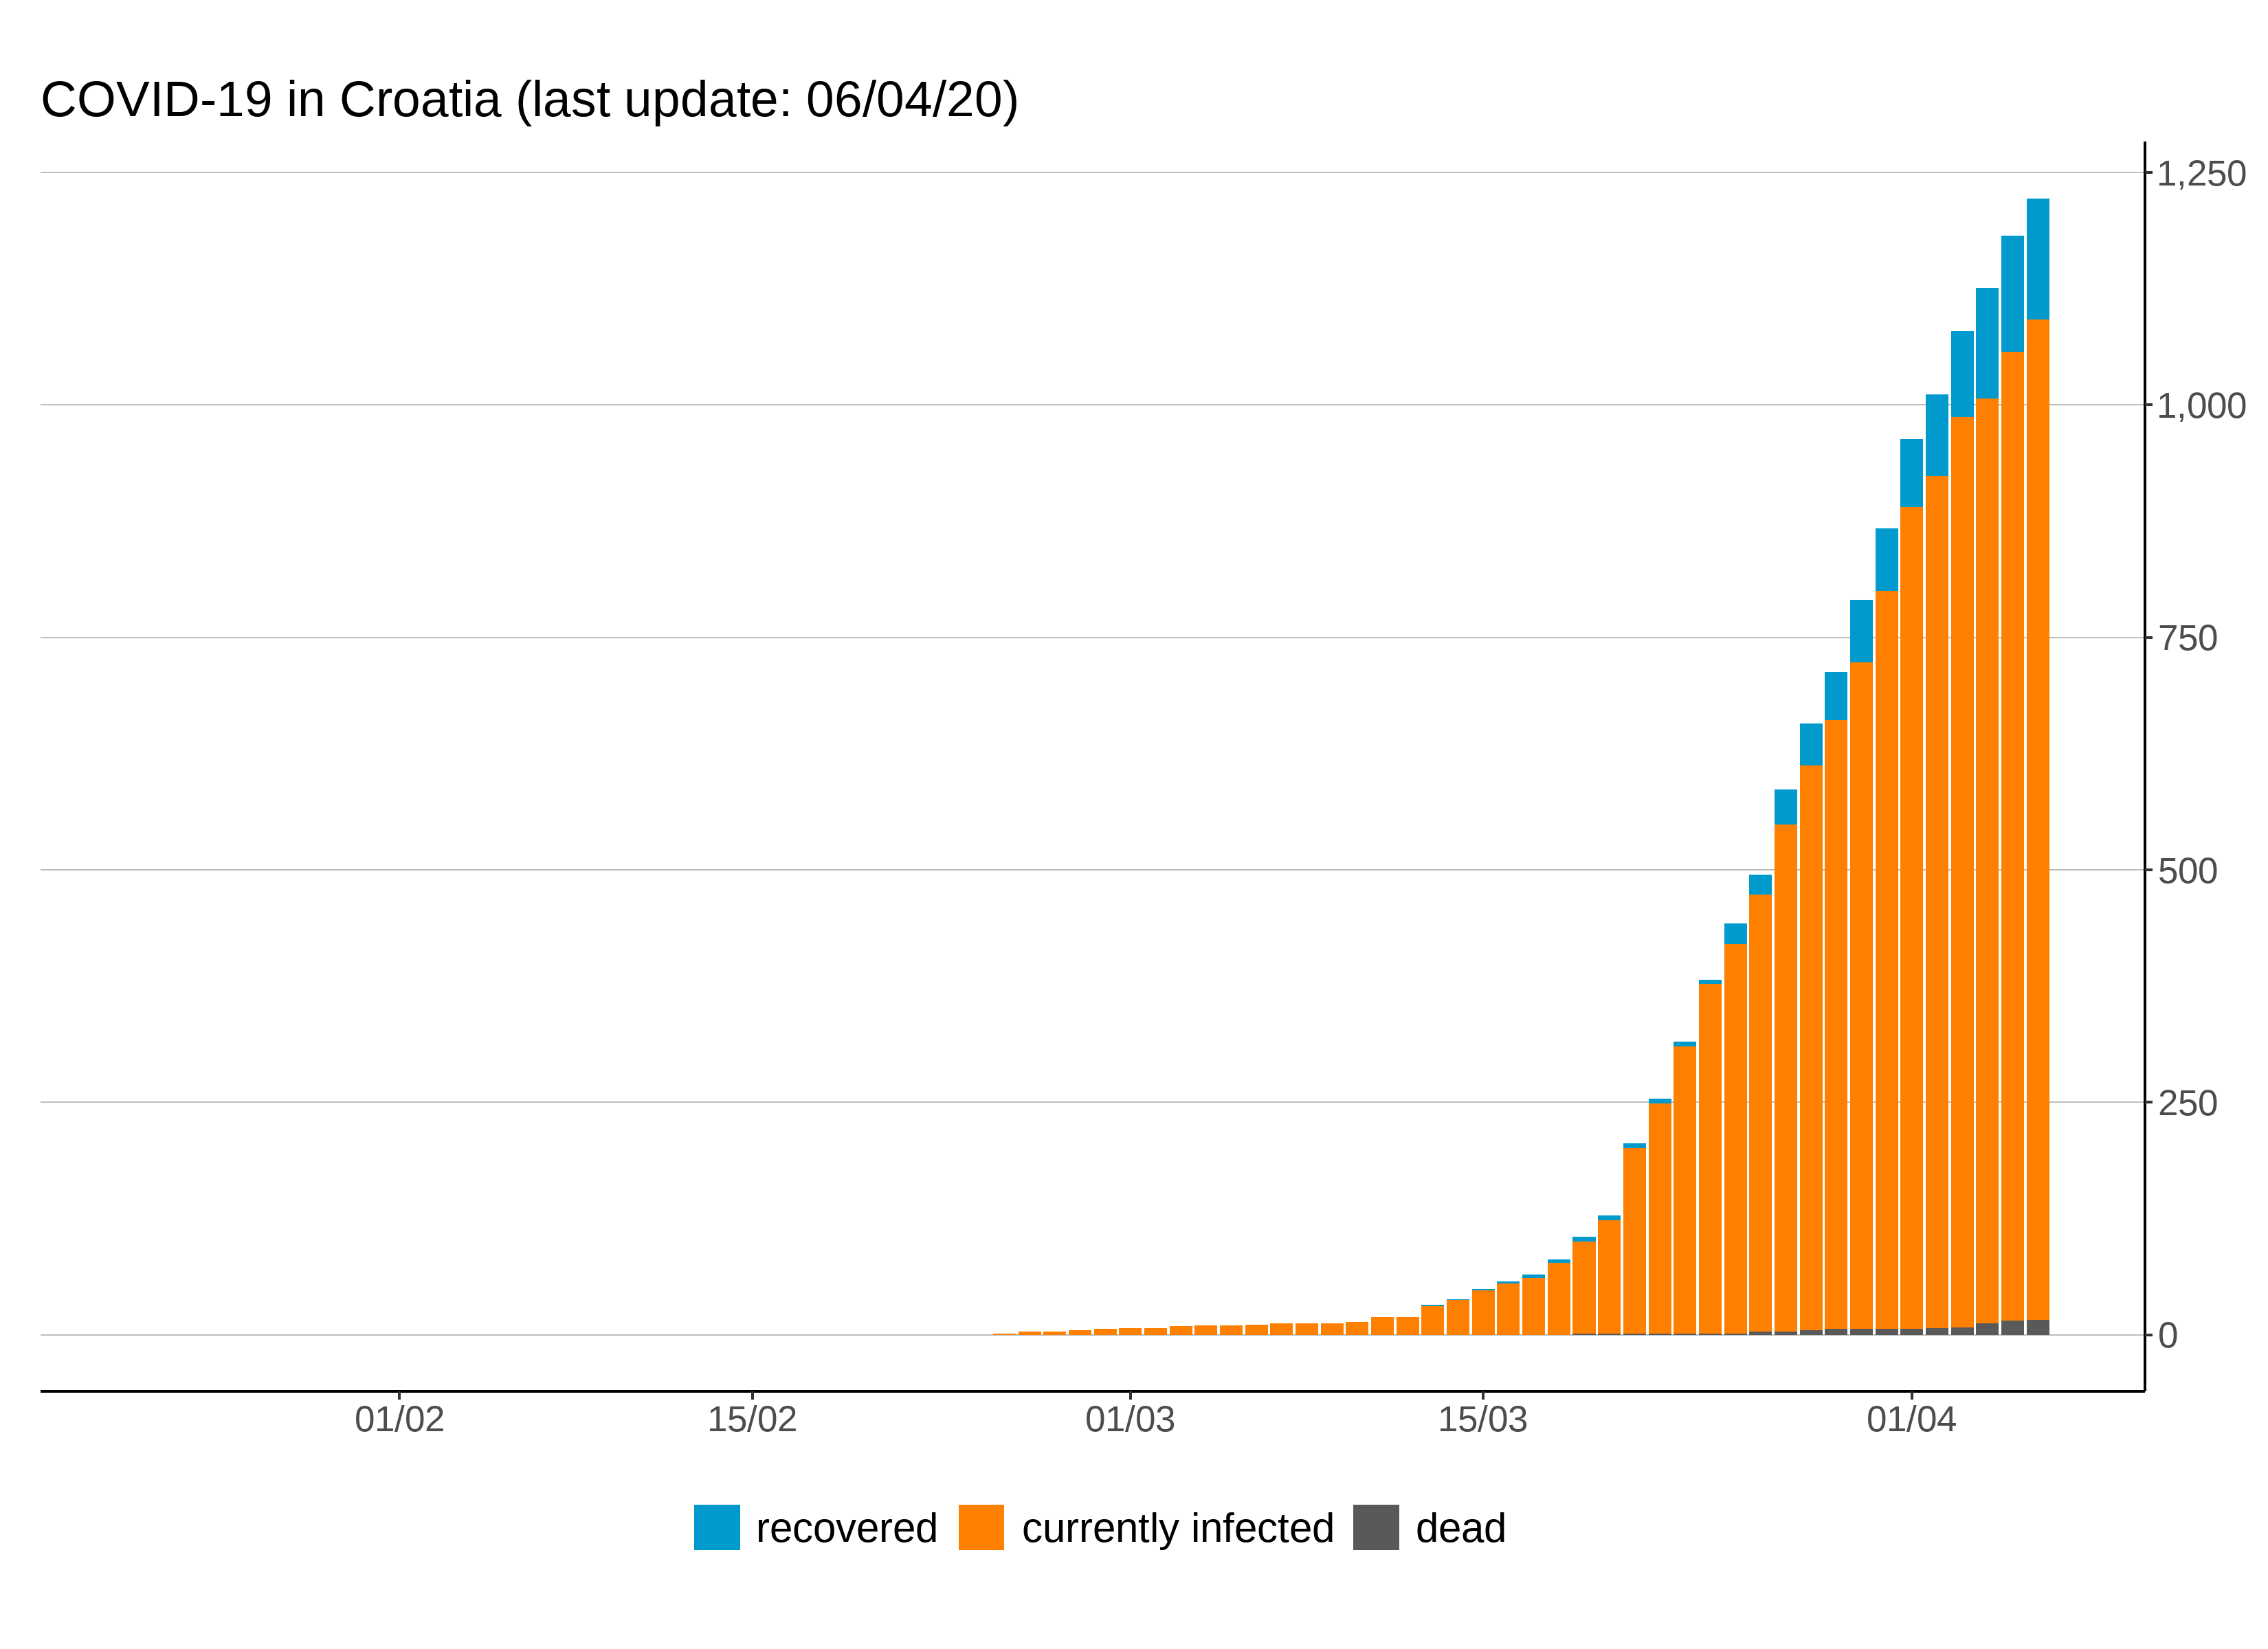 COVID-19 in Croatia (last update: 06/04/20)
1,250
1,000
750
500
250
0
01/02 15/02 01/03 15/03 01/04
recovered currently infected dead